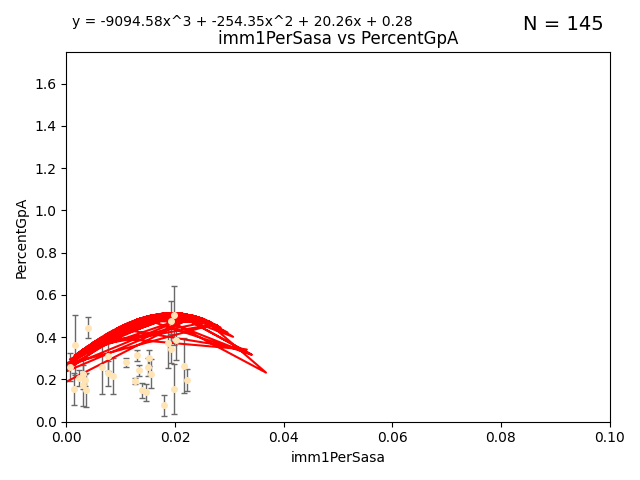 y = -9094.58x^3 + -254.35x^2 + 20.26x + 0.28
N = 145
imm1PerSasa vs PercentGpA
PercentGpA
1.6
1.4
1.2
1.0
0.8
0.6
0.4
0.2
0.0
0.00 0.02 0.04 0.06 0.08 0.10
imm1PerSasa